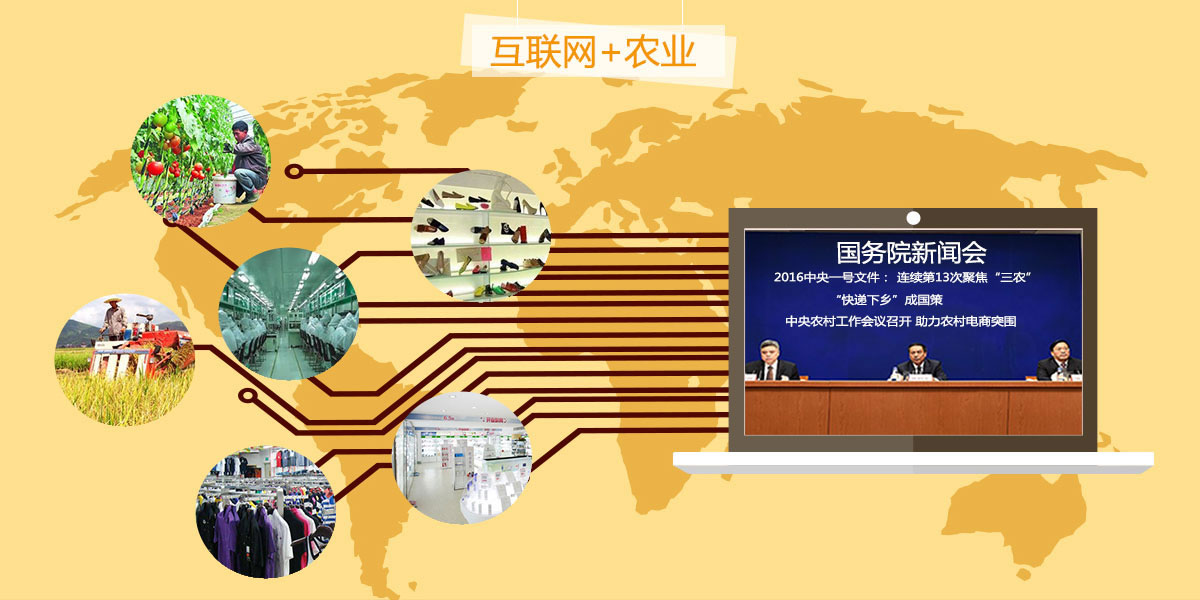 互联网+农业
国务院新闻会
2016中央一号文件： 连续第13次聚焦“三农”
“快递下乡”成国策
中央农村工作会议召开 助力农村电商突围